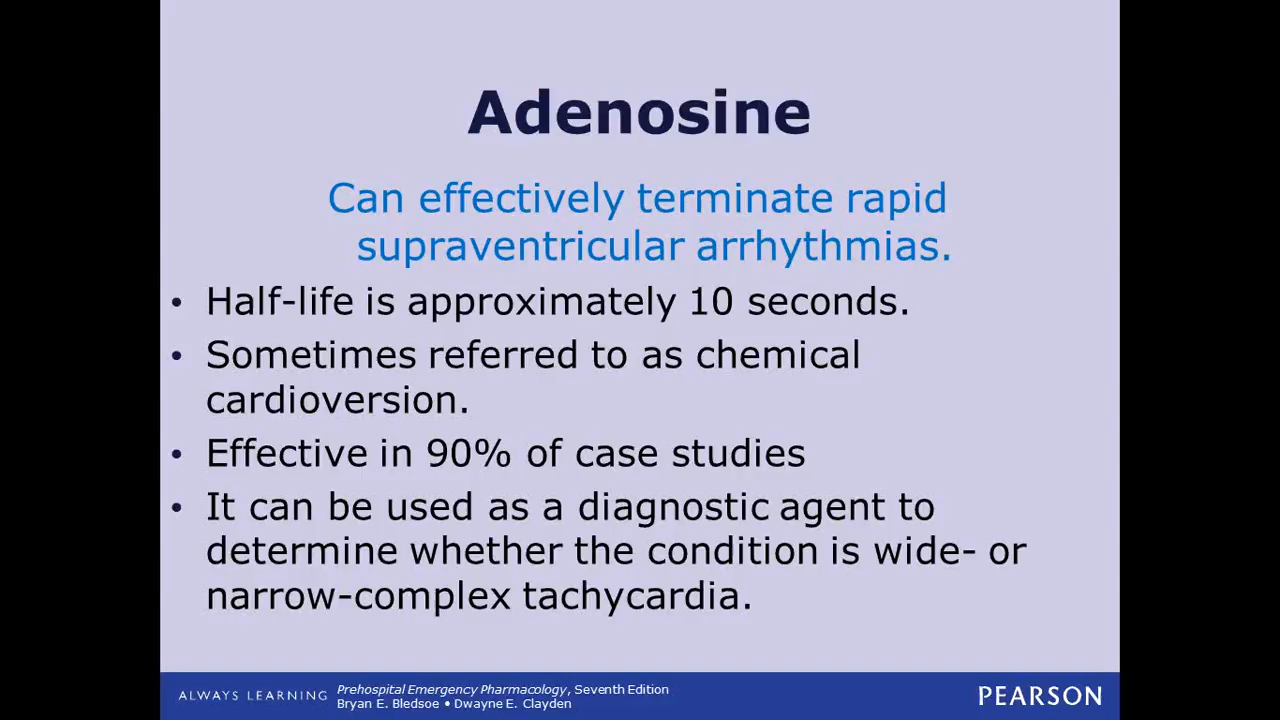 Adenosine
Can effectively terminate rapid
supraventricular arrhythmias.
• Half-life is approximately 10 seconds.
• Sometimes referred to as chemical
cardioversion.
• Effective in 90% of case studies
• It can be used as a diagnostic agent to
determine whether the condition is wide- or
narrow-complex tachycardia.
ALWAYS LEARNING
Prehospital Emergency Pharmacology, Seventh Edition
Bryan E. Bledsoe • Dwayne E. Clayden
PEARSON